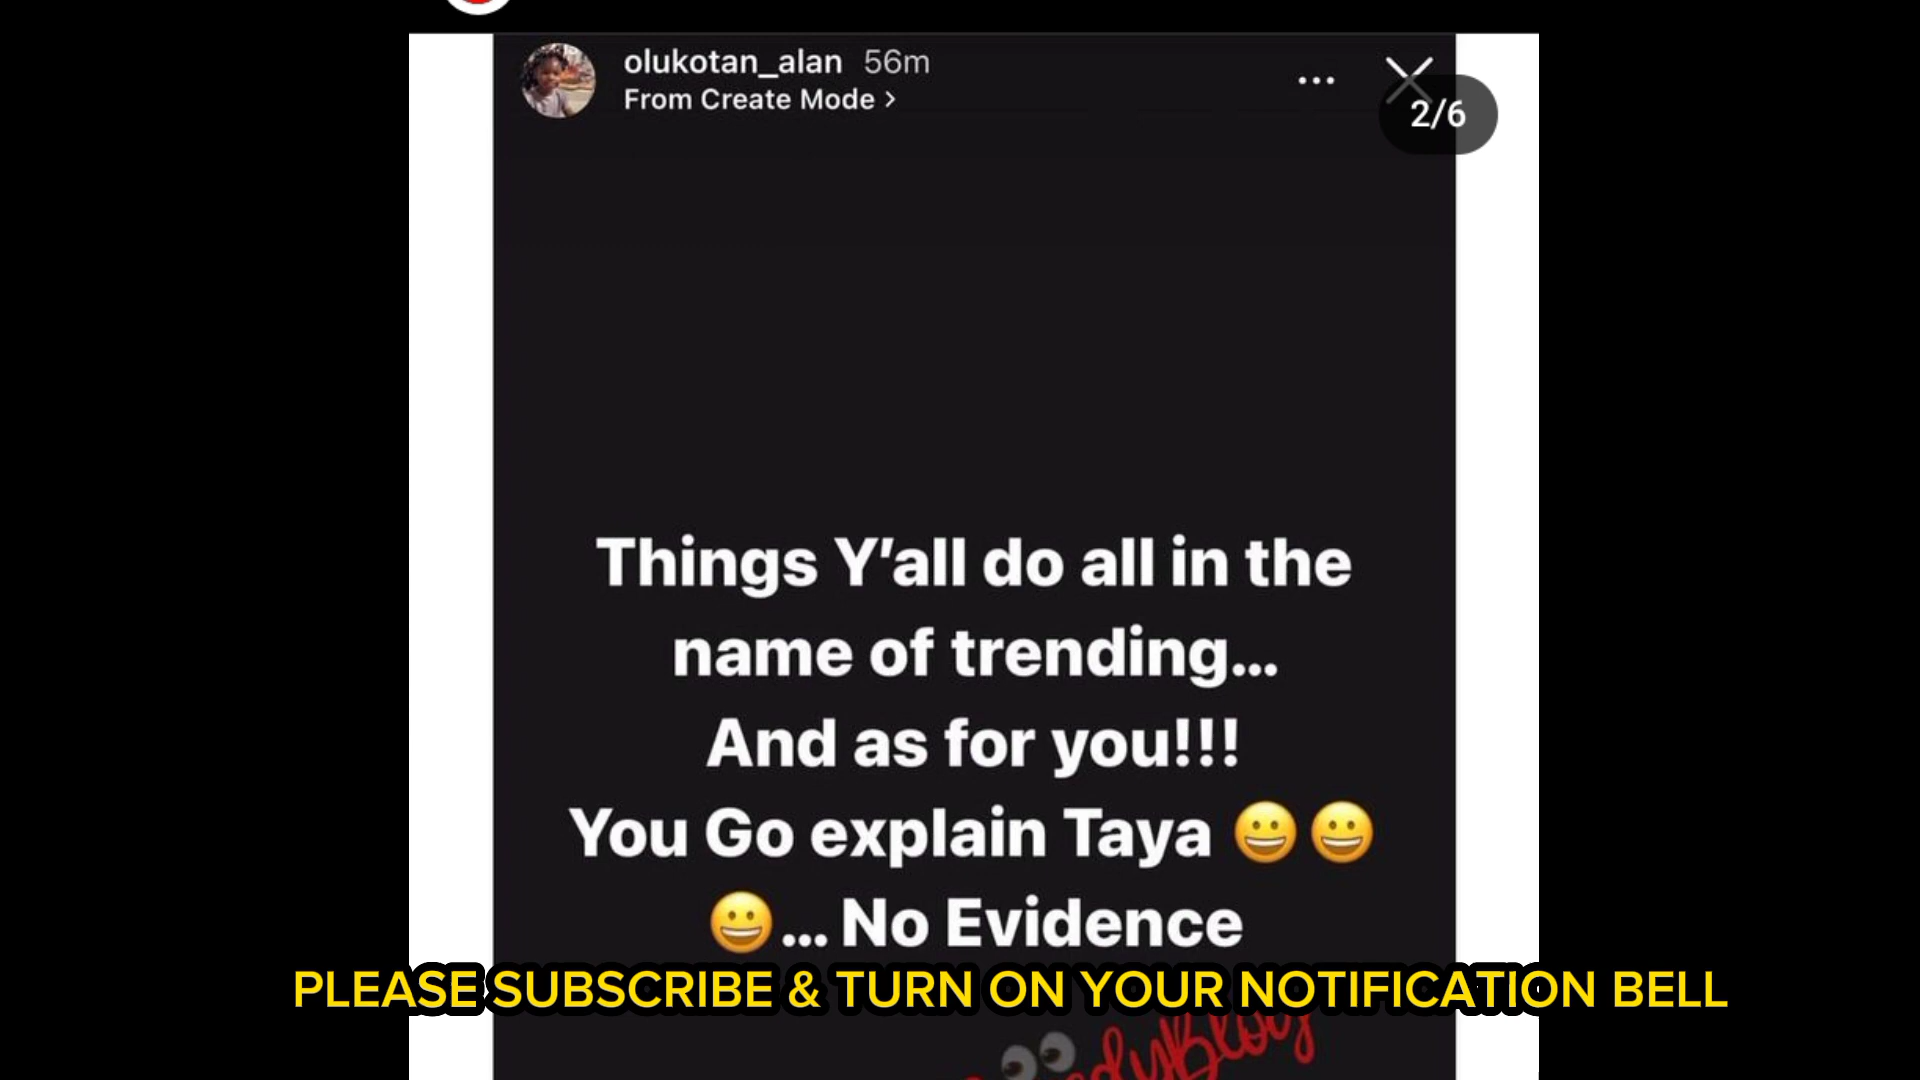 olukotan_alan 56m
From Create Mode >
2/6
Things Y'all do all in the
name of trending...
And as for you!!!
You Go explain Taya 😀😀
😀... No Evidence
PLEASE SUBSCRIBE & TURN ON YOUR NOTIFICATION BELL